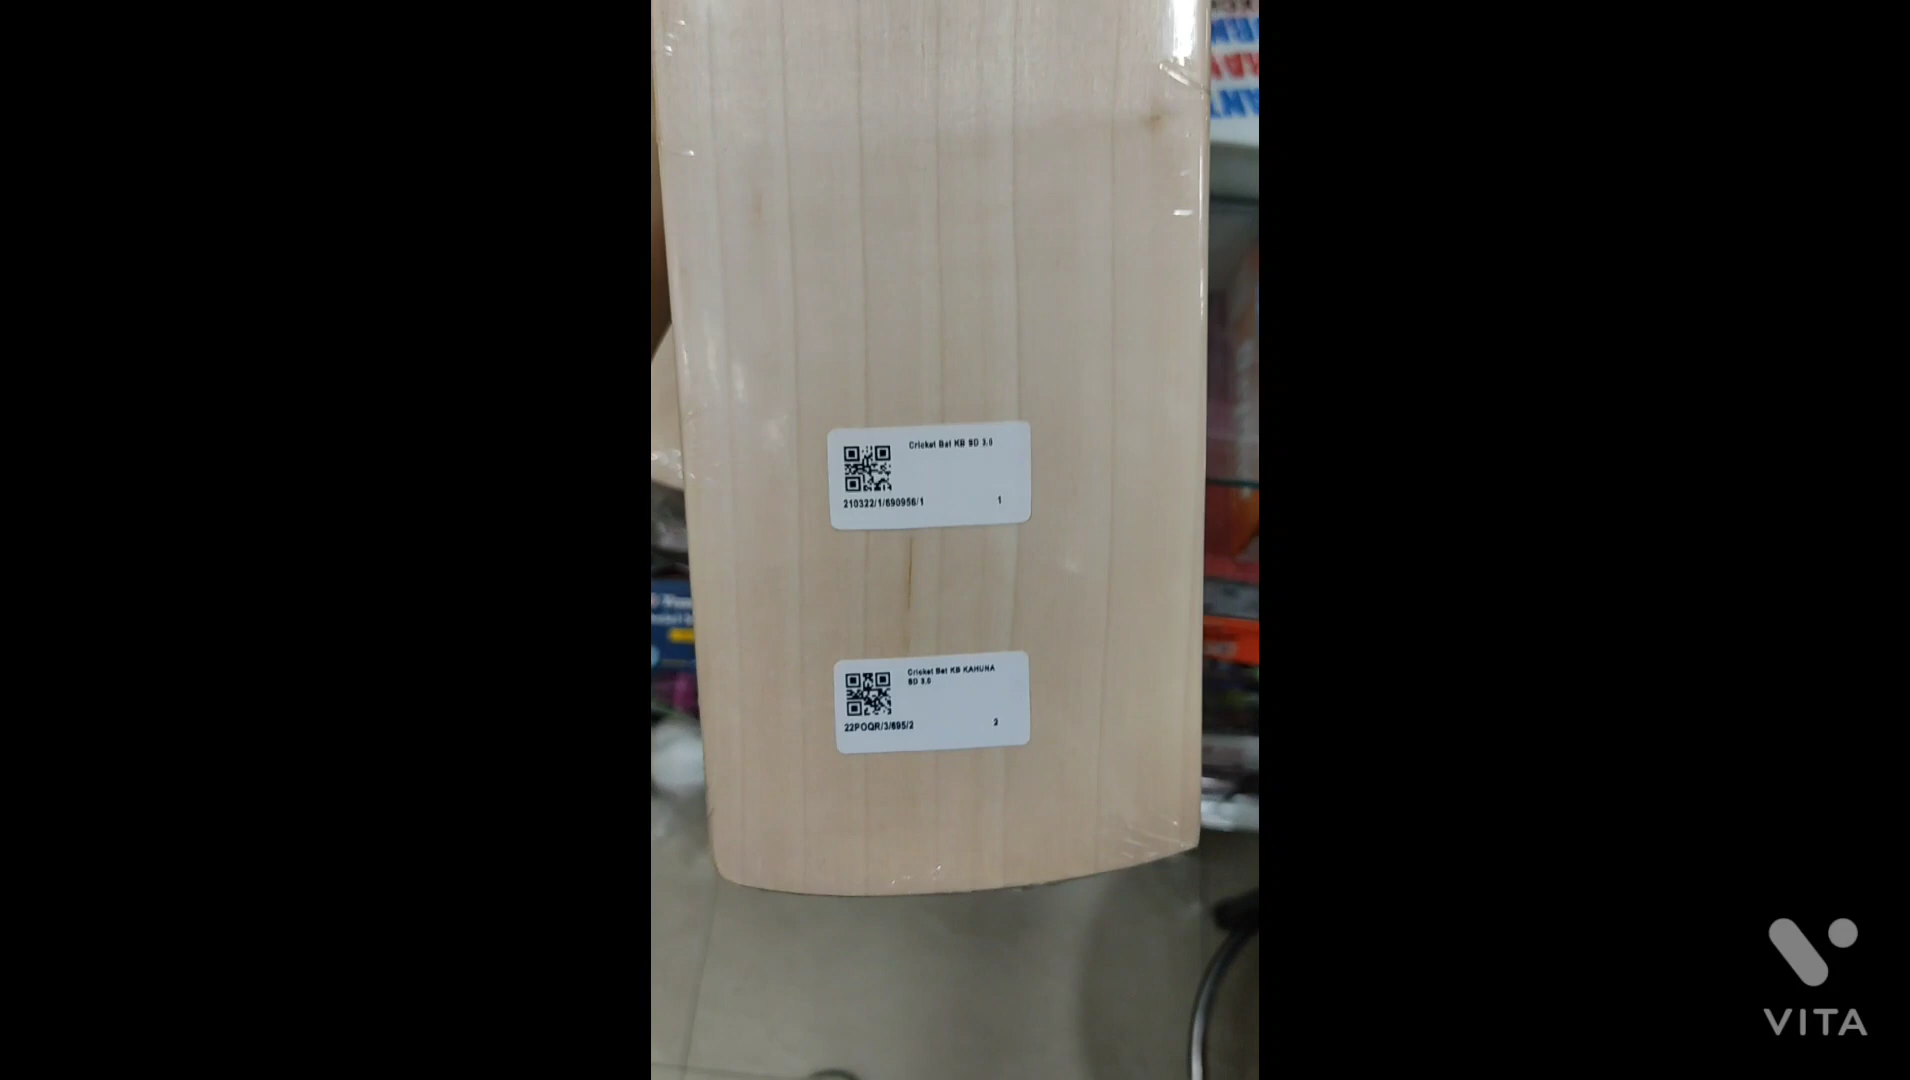 Cricket Bat KB SD 3.0
210322/1/690956/1
1
Cricket Bat KB KAHUNA
SD 3.0
22POQR/3/695/2
2
VITA